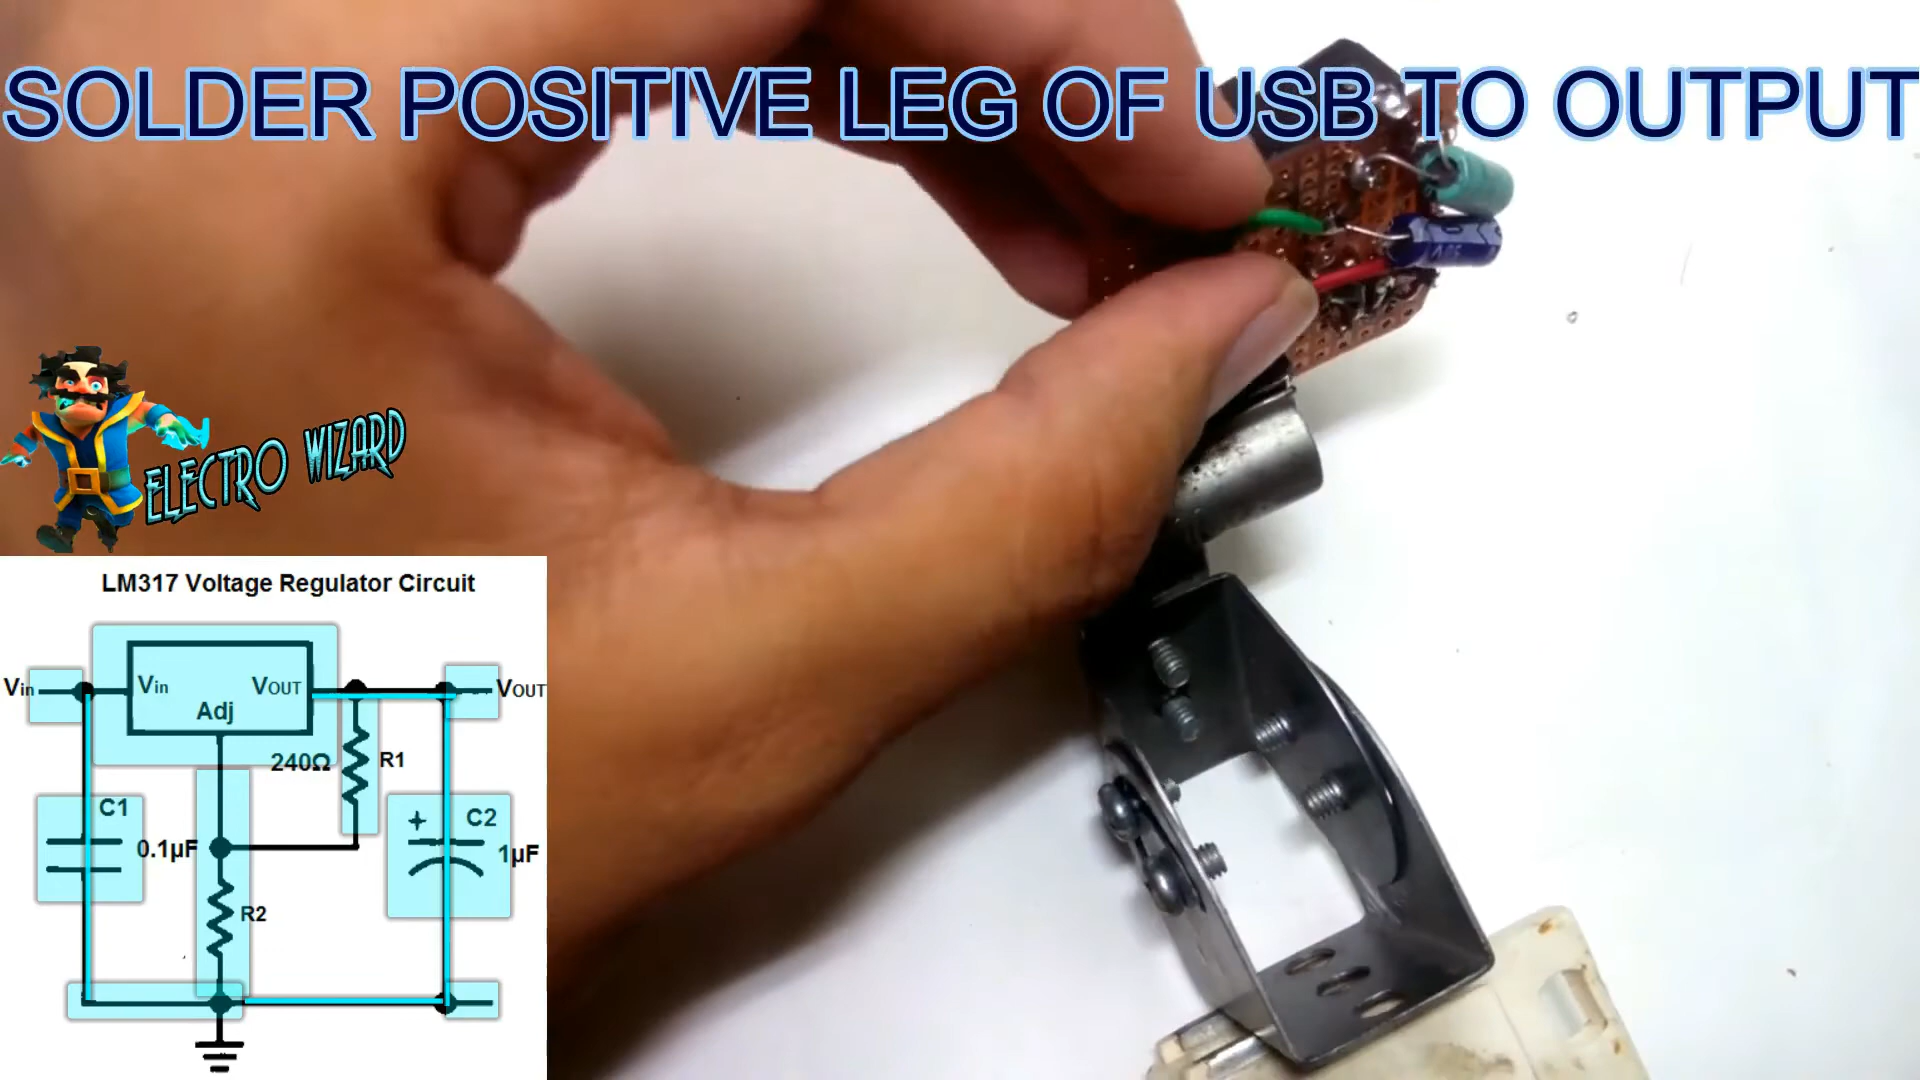 SOLDER POSITIVE LEG OF USB TO OUTPUT
ELECTRO WIZARD
LM317 Voltage Regulator Circuit
Vin
Vin
VOUT
VOUT
Adj
240Ω
R1
C1
0.1µF
+
C2
1µF
R2